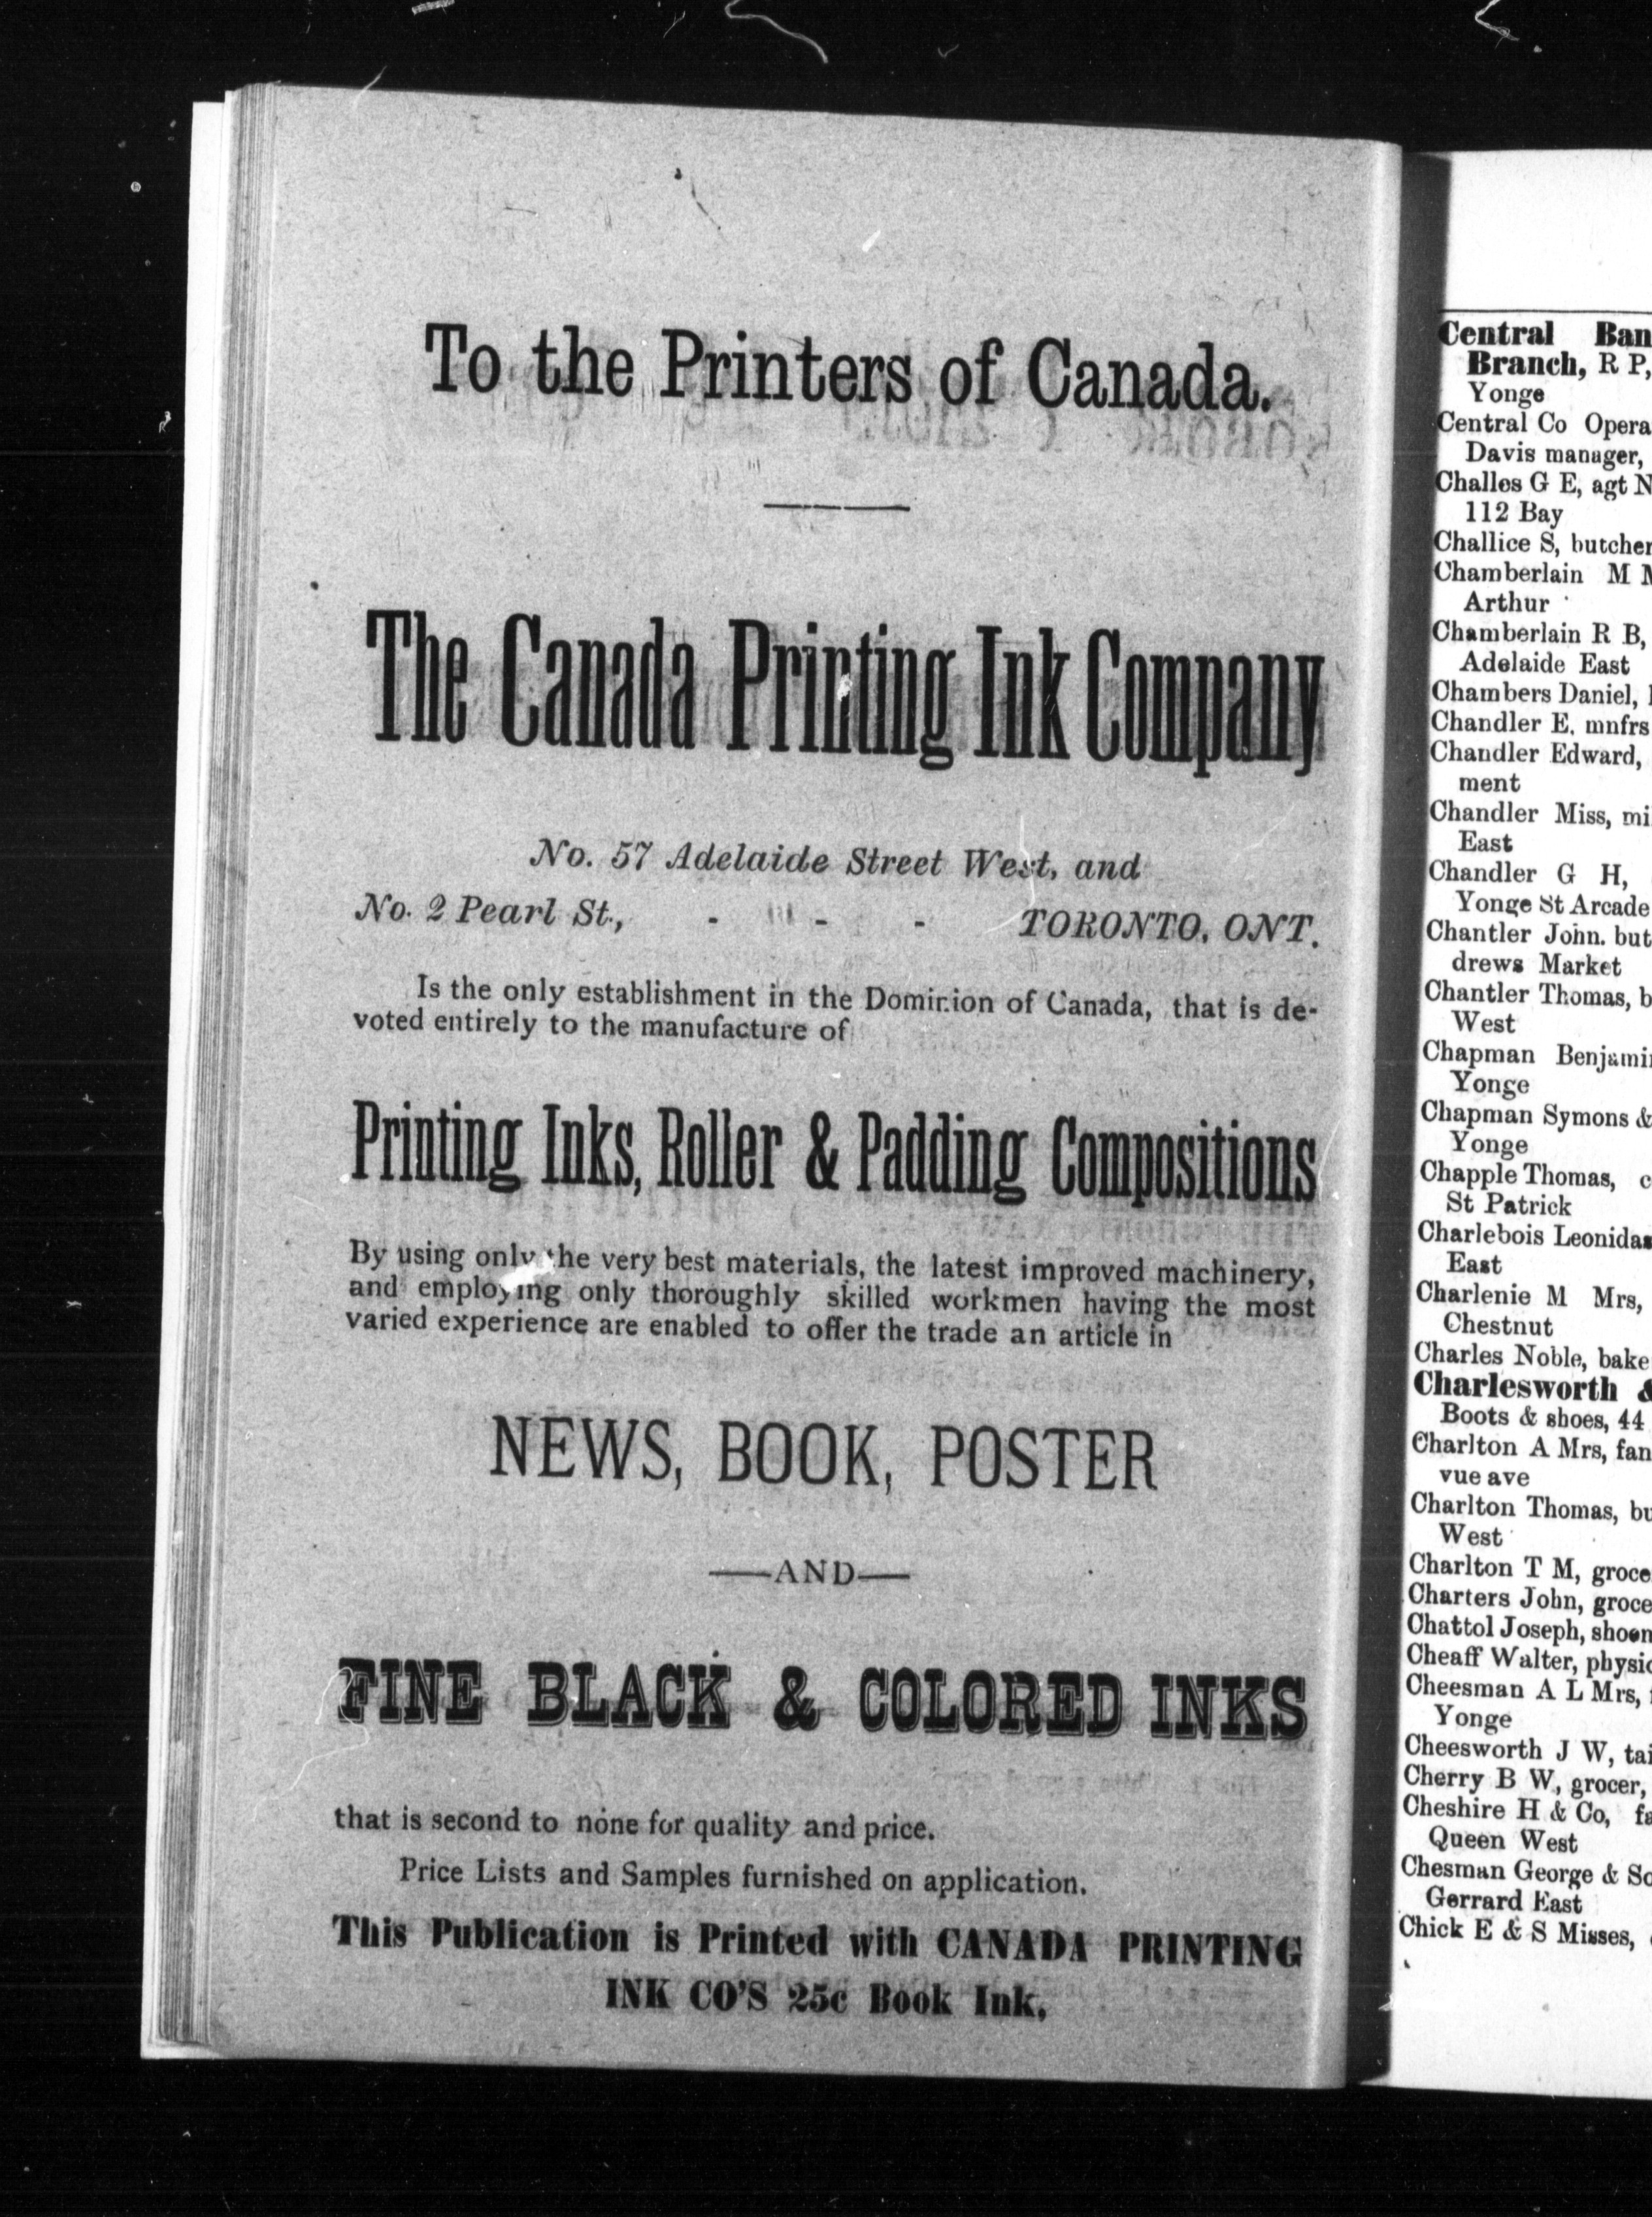 To the Printers of Canada.
The Canada Printing Ink Company
No. 57 Adelaide Street West, and
No. 2 Pearl St., - - - TORONTO, ONT.
Is the only establishment in the Dominion of Canada, that is de-
voted entirely to the manufacture of
Printing Inks, Roller & Padding Compositions
By using only the very best materials, the latest improved machinery,
and employing only thoroughly skilled workmen having the most
varied experience are enabled to offer the trade an article in
NEWS, BOOK, POSTER
—AND—
FINE BLACK & COLORED INKS
that is second to none for quality and price.
Price Lists and Samples furnished on application.
This Publication is Printed with CANADA PRINTING
INK CO'S 25c Book Ink.
Central Ban
Branch, R P,
Yonge
Central Co Opera
Davis manager,
Challes G E, agt N
112 Bay
Challice S, butcher
Chamberlain M M
Arthur
Chamberlain R B,
Adelaide East
Chambers Daniel,
Chandler E. mnfrs
Chandler Edward,
ment
Chandler Miss, mi
East
Chandler G H,
Yonge St Arcade
Chantler John. but
drews Market
Chantler Thomas, b
West
Chapman Benjami
Yonge
Chapman Symons &
Yonge
Chapple Thomas, c
St Patrick
Charlebois Leonidas
East
Charlenie M Mrs,
Chestnut
Charles Noble, bake
Charlesworth &
Boots & shoes, 44
Charlton A Mrs, fan
vue ave
Charlton Thomas, bu
West
Charlton T M, groce
Charters John, groce
Chattol Joseph, shoem
Cheaff Walter, physic
Cheesman A L Mrs,
Yonge
Cheesworth J W, tai
Cherry B W, grocer,
Cheshire H & Co, fa
Queen West
Chesman George & So
Gerrard East
Chick E & S Misses,